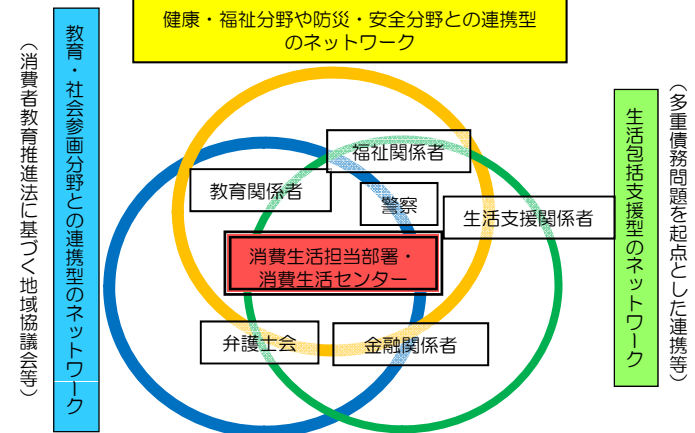 健康・福祉分野や防災・安全分野との連携型
のネットワーク
教育・社会参画分野との連携型のネットワーク
（消費者教育推進法に基づく地域協議会等）
生活包括支援型のネットワーク
（多重債務問題を起点とした連携等）
福祉関係者
教育関係者
警察
生活支援関係者
消費生活担当部署・
消費生活センター
弁護士会
金融関係者